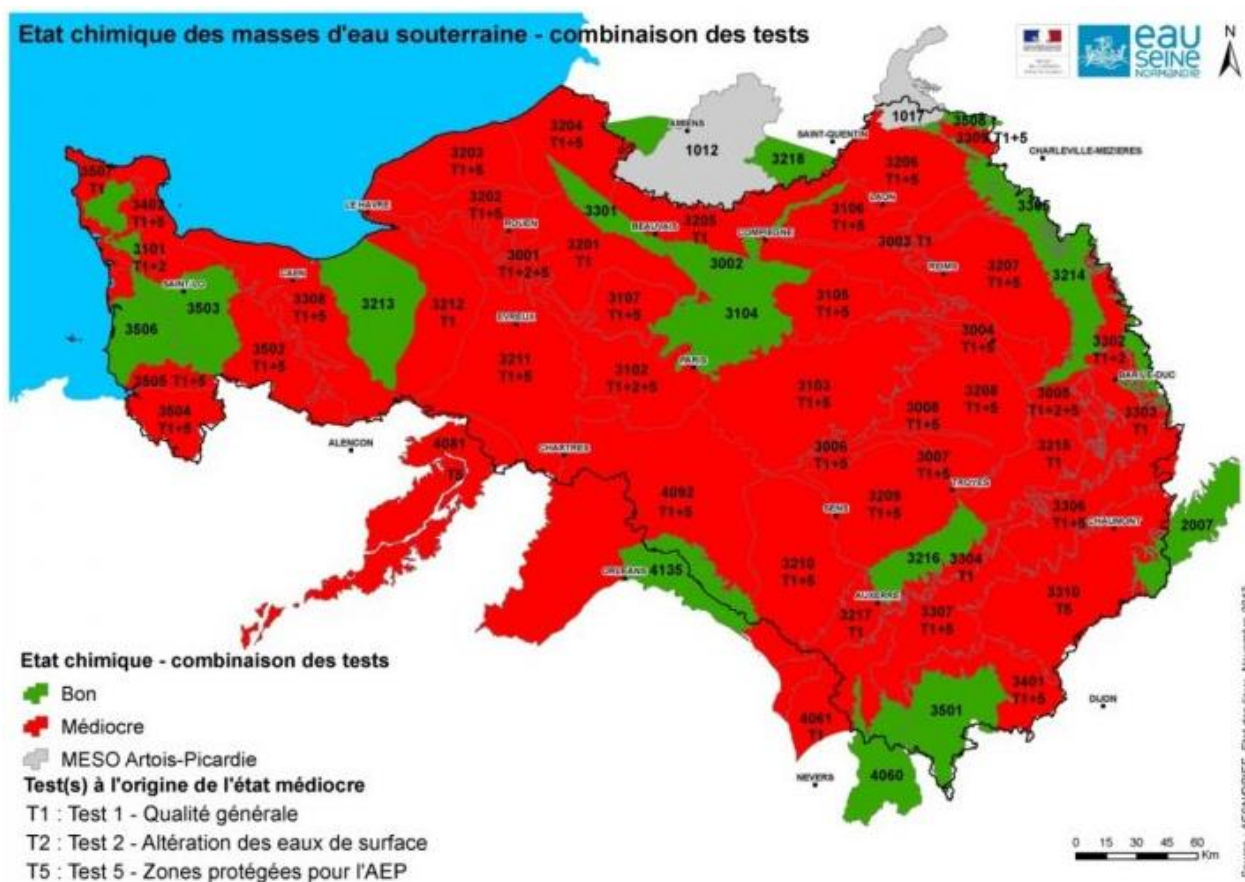 Etat chimique des masses d'eau souterraine - combinaison des tests
eau
SEINE
NORMANDIE
N
3204
T1+5
AMIENS
1012
SAINT-QUENTIN
1017
3508
T1+5
CHARLEVILLE-MEZIERES
3218
3203
T1+5
3206
T1+5
3507
T1
3402
T1+5
LE HAVRE
3202
T1+5
ROUEN
3301
BEAUVAIS
3205
T1
COMPIEGNE
3106
T1+5
LAON
3101
T1+2
3001
T1+2+5
3201
T1
3002
3003 T1
REIMS
3207
T1+5
3214
SAINT-LO
3503
CAEN
3308
T1+5
3213
3212
T1
EVREUX
3107
T1+5
3104
3105
T1+5
3506
3004
T1+5
3302
T1+2
3502
T1+5
3211
T1+5
3102
T1+2+5
PARIS
BAR-LE-DUC
3505 T1+5
3504
T1+5
3103
T1+5
3208
T1+5
3005
T1+2+5
3303
T1
3008
T1+5
ALENCON
4081
T5
CHARTRES
3006
T1+5
3007
T1+5
3215
T1
TROYES
4092
T1+5
SENS
3209
T1+5
3306
T1+5
CHAUMONT
2007
ORLEANS
4135
3210
T1+5
3216
3304
T1
AUXERRE
3217
T1
3307
T1+5
3310
T5
3401
T1+5
DIJON
3501
4061
T1
NEVERS
4060
Etat chimique - combinaison des tests
Bon
Médiocre
MESO Artois-Picardie
Test(s) à l'origine de l'état médiocre
T1 : Test 1 - Qualité générale
T2 : Test 2 - Altération des eaux de surface
T5 : Test 5 - Zones protégées pour l'AEP
0 15 30 45 60
Km